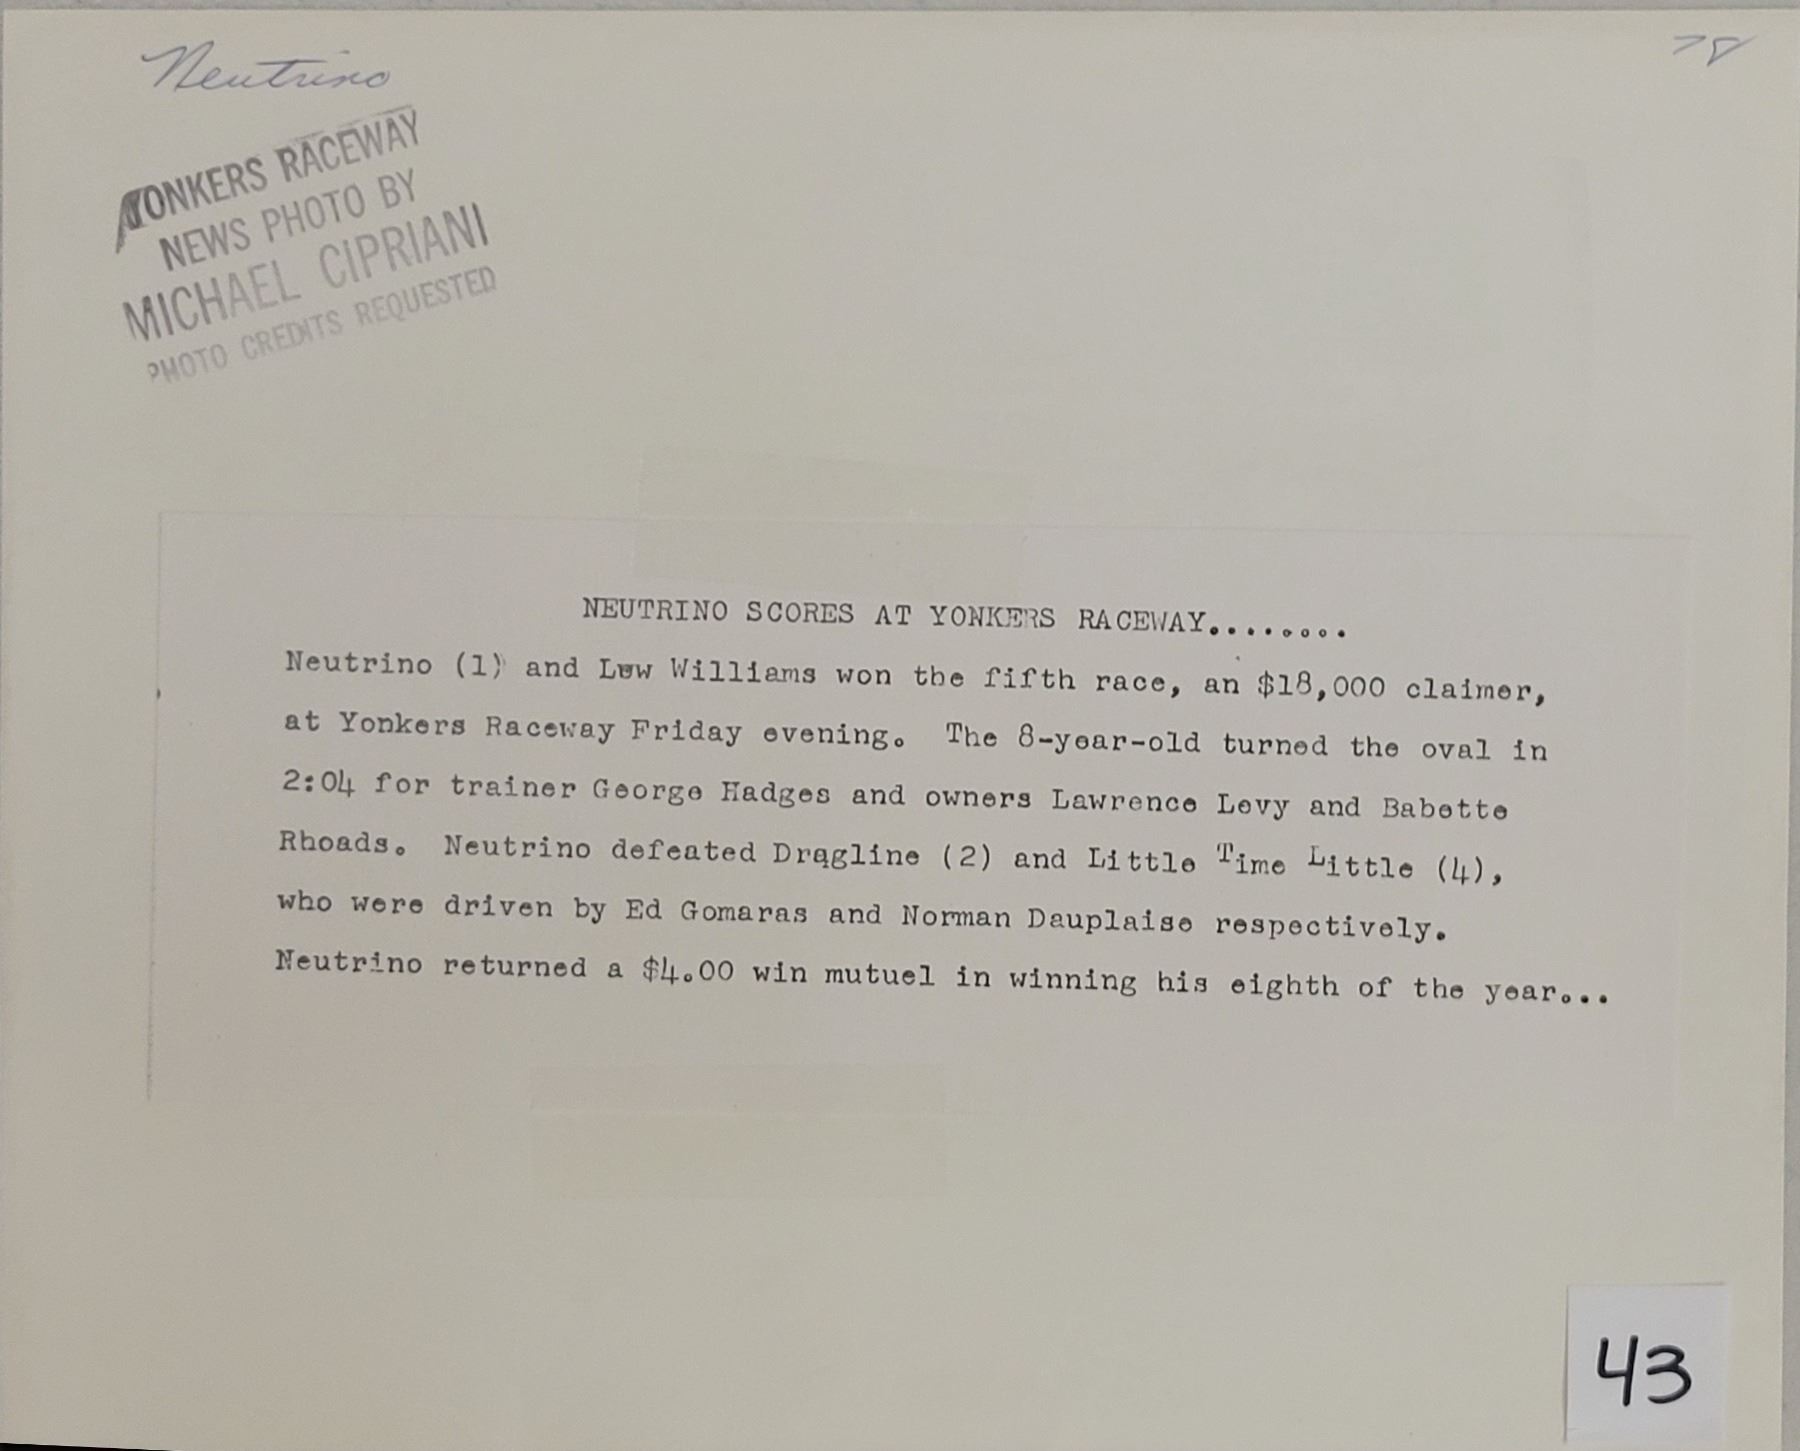 Neutrino
78
YONKERS RACEWAY
NEWS PHOTO BY
MICHAEL CIPRIANI
PHOTO CREDITS REQUESTED
NEUTRINO SCORES AT YONKERS RACEWAY........
Neutrino (1) and Lew Williams won the fifth race, an $18,000 claimer,
at Yonkers Raceway Friday evening. The 8-year-old turned the oval in
2:04 for trainer George Hadges and owners Lawrence Levy and Babette
Rhoads. Neutrino defeated Dragline (2) and Little Time Little (4),
who were driven by Ed Gomaras and Norman Dauplaise respectively.
Neutrino returned a $4.00 win mutuel in winning his eighth of the year...
43